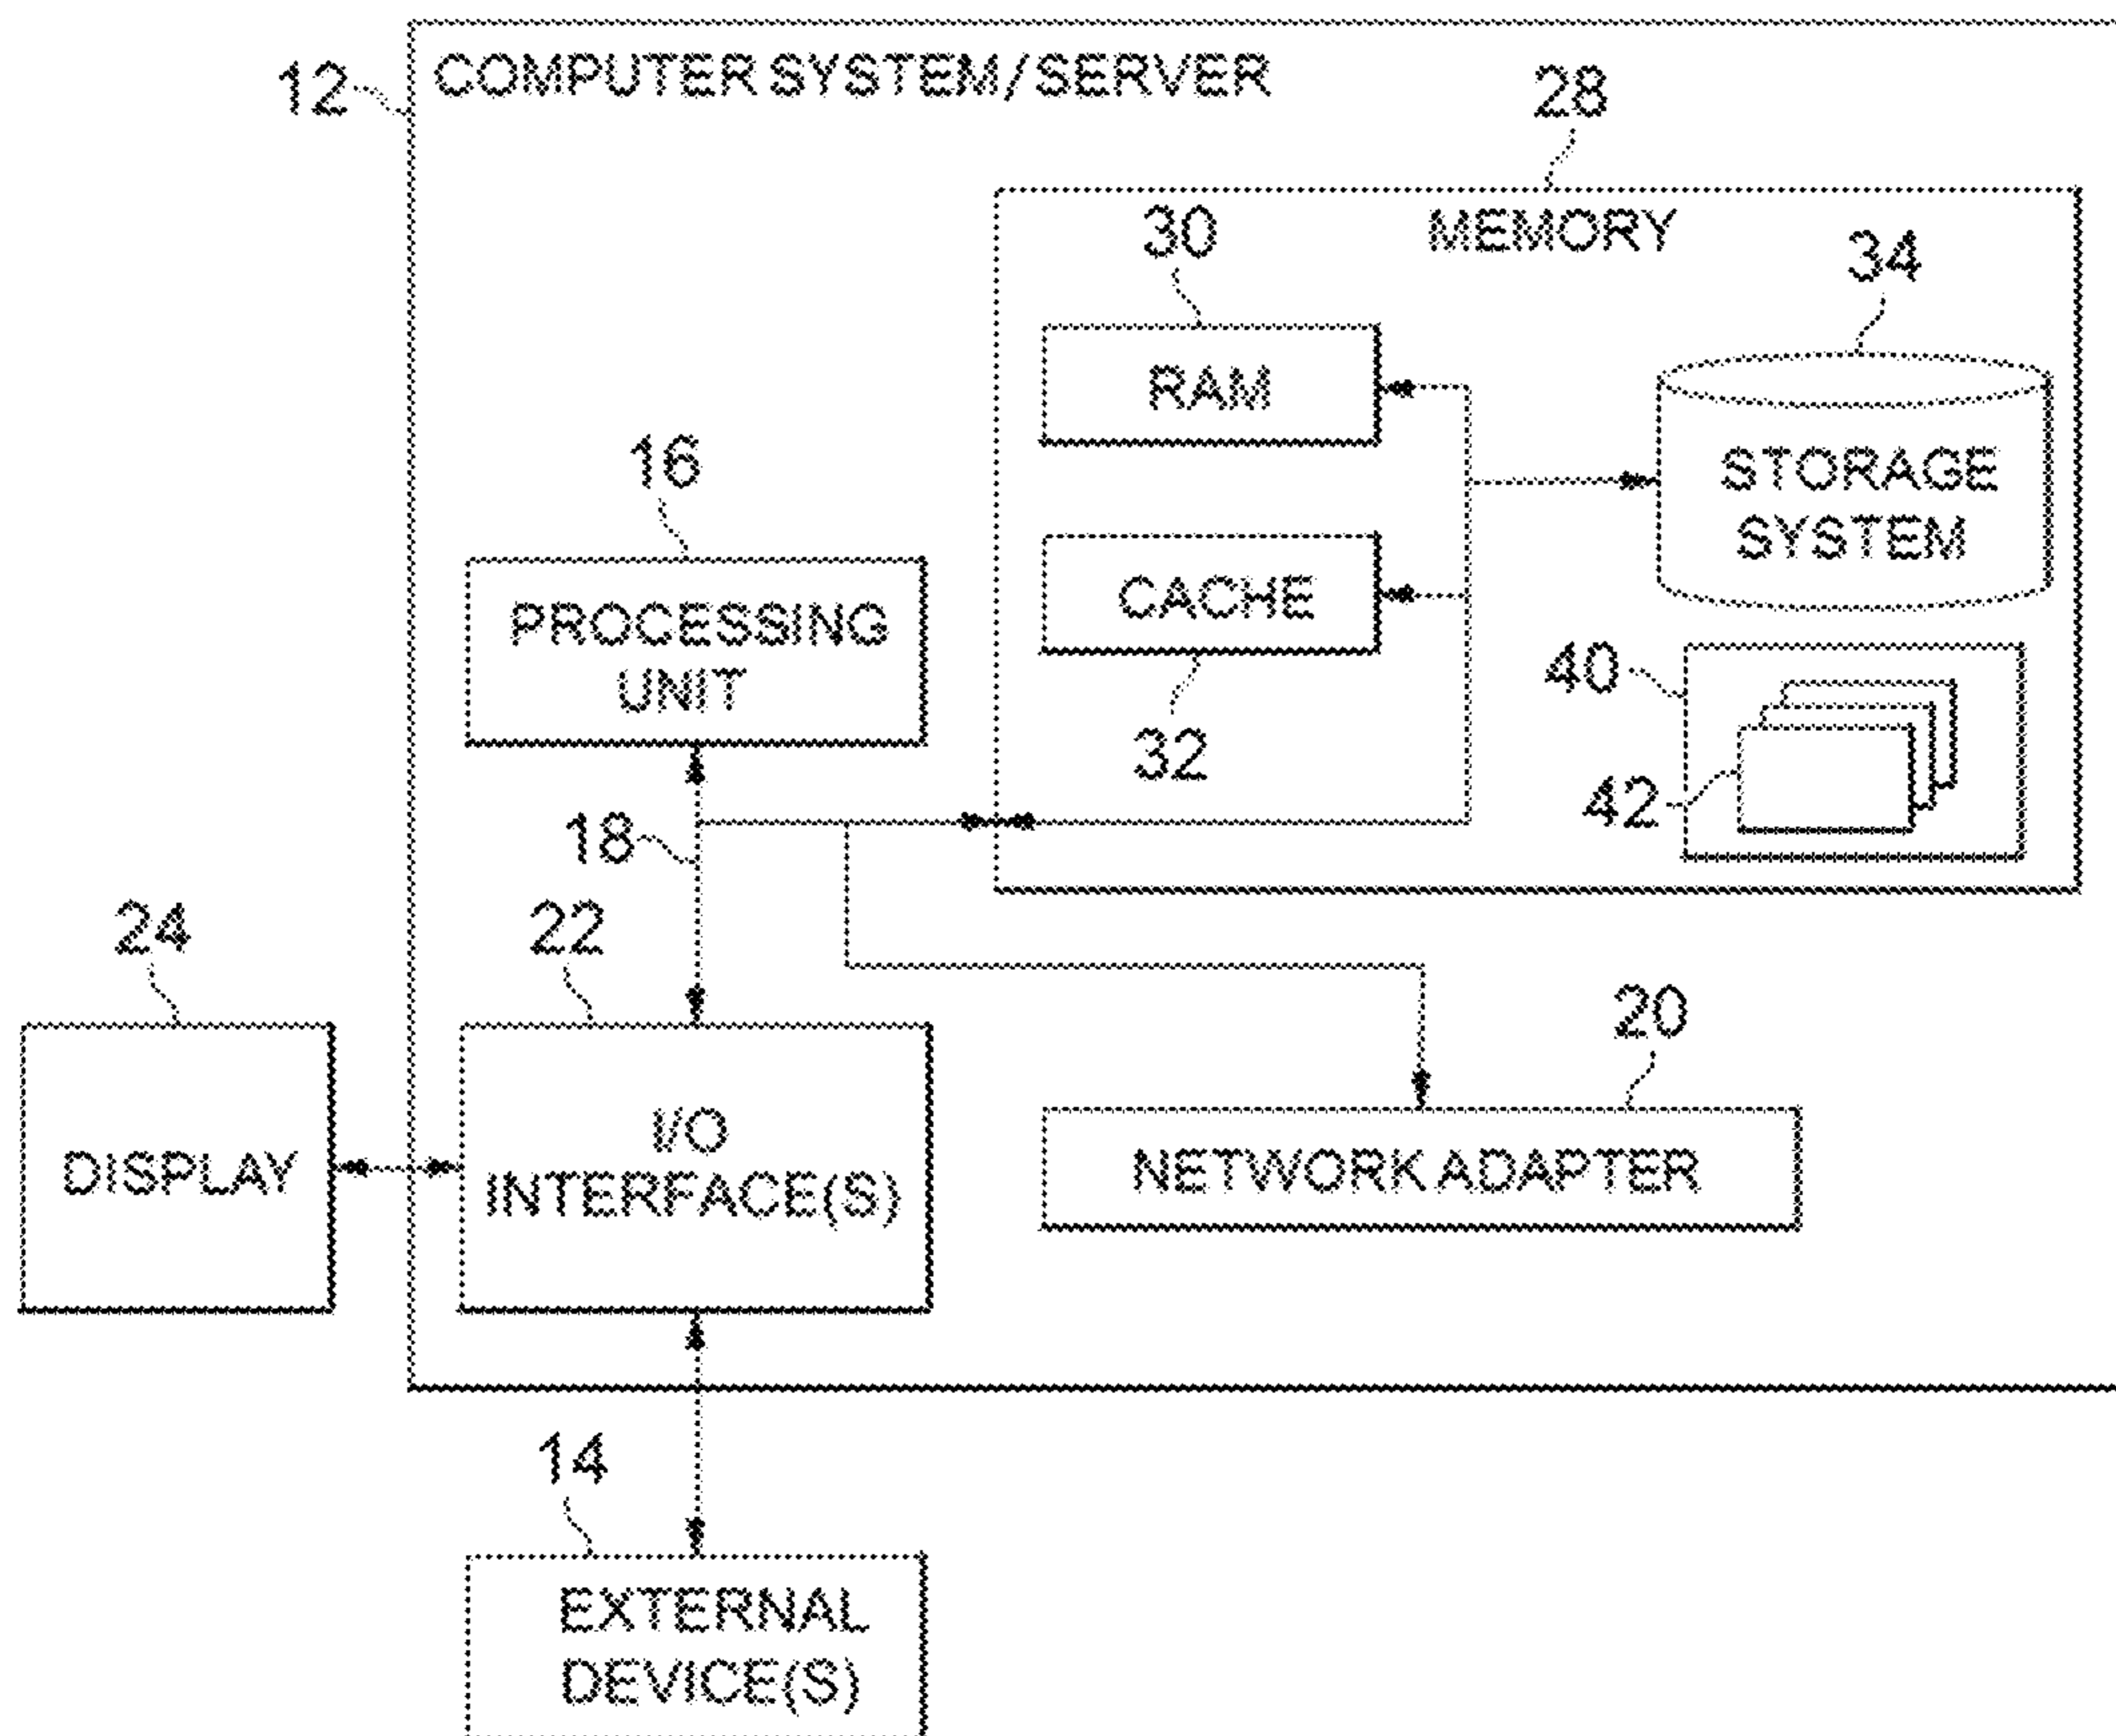 12
COMPUTER SYSTEM/SERVER
28
MEMORY
30
34
RAM
16
STORAGE
SYSTEM
PROCESSING
UNIT
CACHE
40
32
42
18
24
22
20
DISPLAY
I/O
INTERFACE(S)
NETWORK ADAPTER
14
EXTERNAL
DEVICE(S)